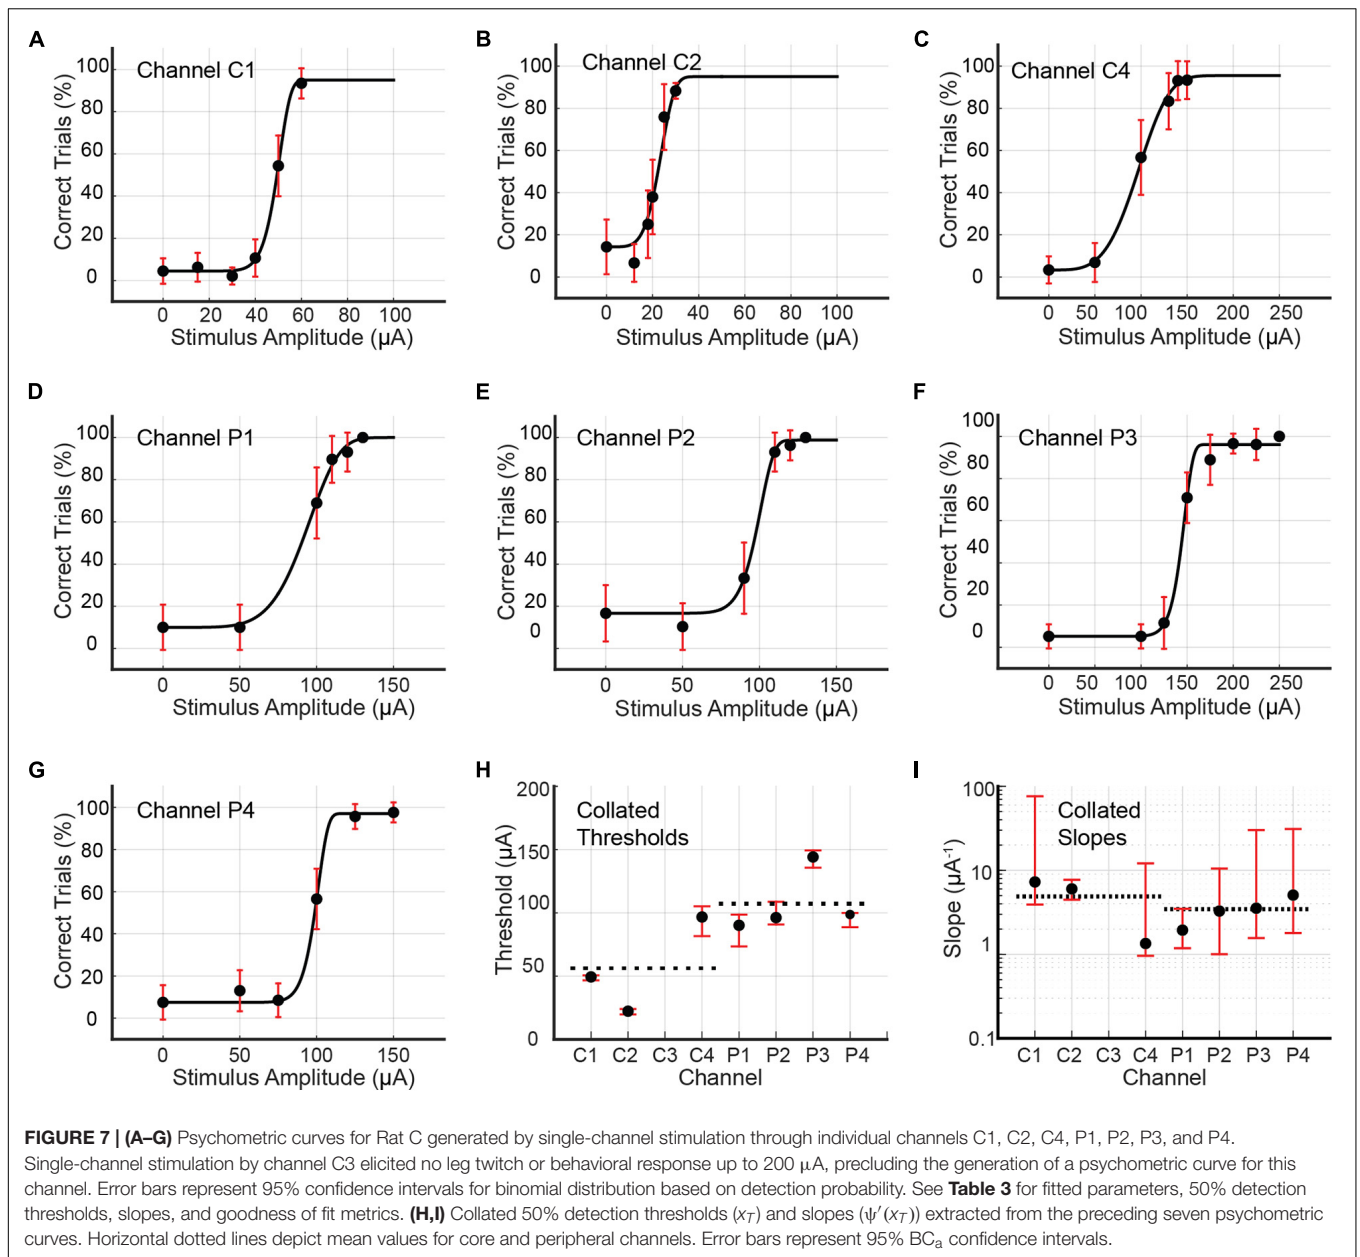 A
Channel C1
Correct Trials (%)
100
80
60
40
20
0
0 20 40 60 80 100
Stimulus Amplitude (µA)
B
Channel C2
Correct Trials (%)
100
80
60
40
20
0
0 20 40 60 80 100
Stimulus Amplitude (µA)
C
Channel C4
Correct Trials (%)
100
80
60
40
20
0
0 50 100 150 200 250
Stimulus Amplitude (µA)
D
Channel P1
Correct Trials (%)
100
80
60
40
20
0
0 50 100 150
Stimulus Amplitude (µA)
E
Channel P2
Correct Trials (%)
100
80
60
40
20
0
0 50 100 150
Stimulus Amplitude (µA)
F
Channel P3
Correct Trials (%)
100
80
60
40
20
0
0 50 100 150 200 250
Stimulus Amplitude (µA)
G
Channel P4
Correct Trials (%)
100
80
60
40
20
0
0 50 100 150
Stimulus Amplitude (µA)
H
Collated
Thresholds
Threshold (µA)
200
150
100
50
0
C1 C2 C3 C4 P1 P2 P3 P4
Channel
I
Collated
Slopes
Slope (µA⁻¹)
100
10
1
0.1
C1 C2 C3 C4 P1 P2 P3 P4
Channel
FIGURE 7 | (A–G) Psychometric curves for Rat C generated by single-channel stimulation through individual channels C1, C2, C4, P1, P2, P3, and P4.
Single-channel stimulation by channel C3 elicited no leg twitch or behavioral response up to 200 µA, precluding the generation of a psychometric curve for this
channel. Error bars represent 95% confidence intervals for binomial distribution based on detection probability. See Table 3 for fitted parameters, 50% detection
thresholds, slopes, and goodness of fit metrics. (H,I) Collated 50% detection thresholds (x_T) and slopes (ψ′(x_T)) extracted from the preceding seven psychometric
curves. Horizontal dotted lines depict mean values for core and peripheral channels. Error bars represent 95% BCₐ confidence intervals.